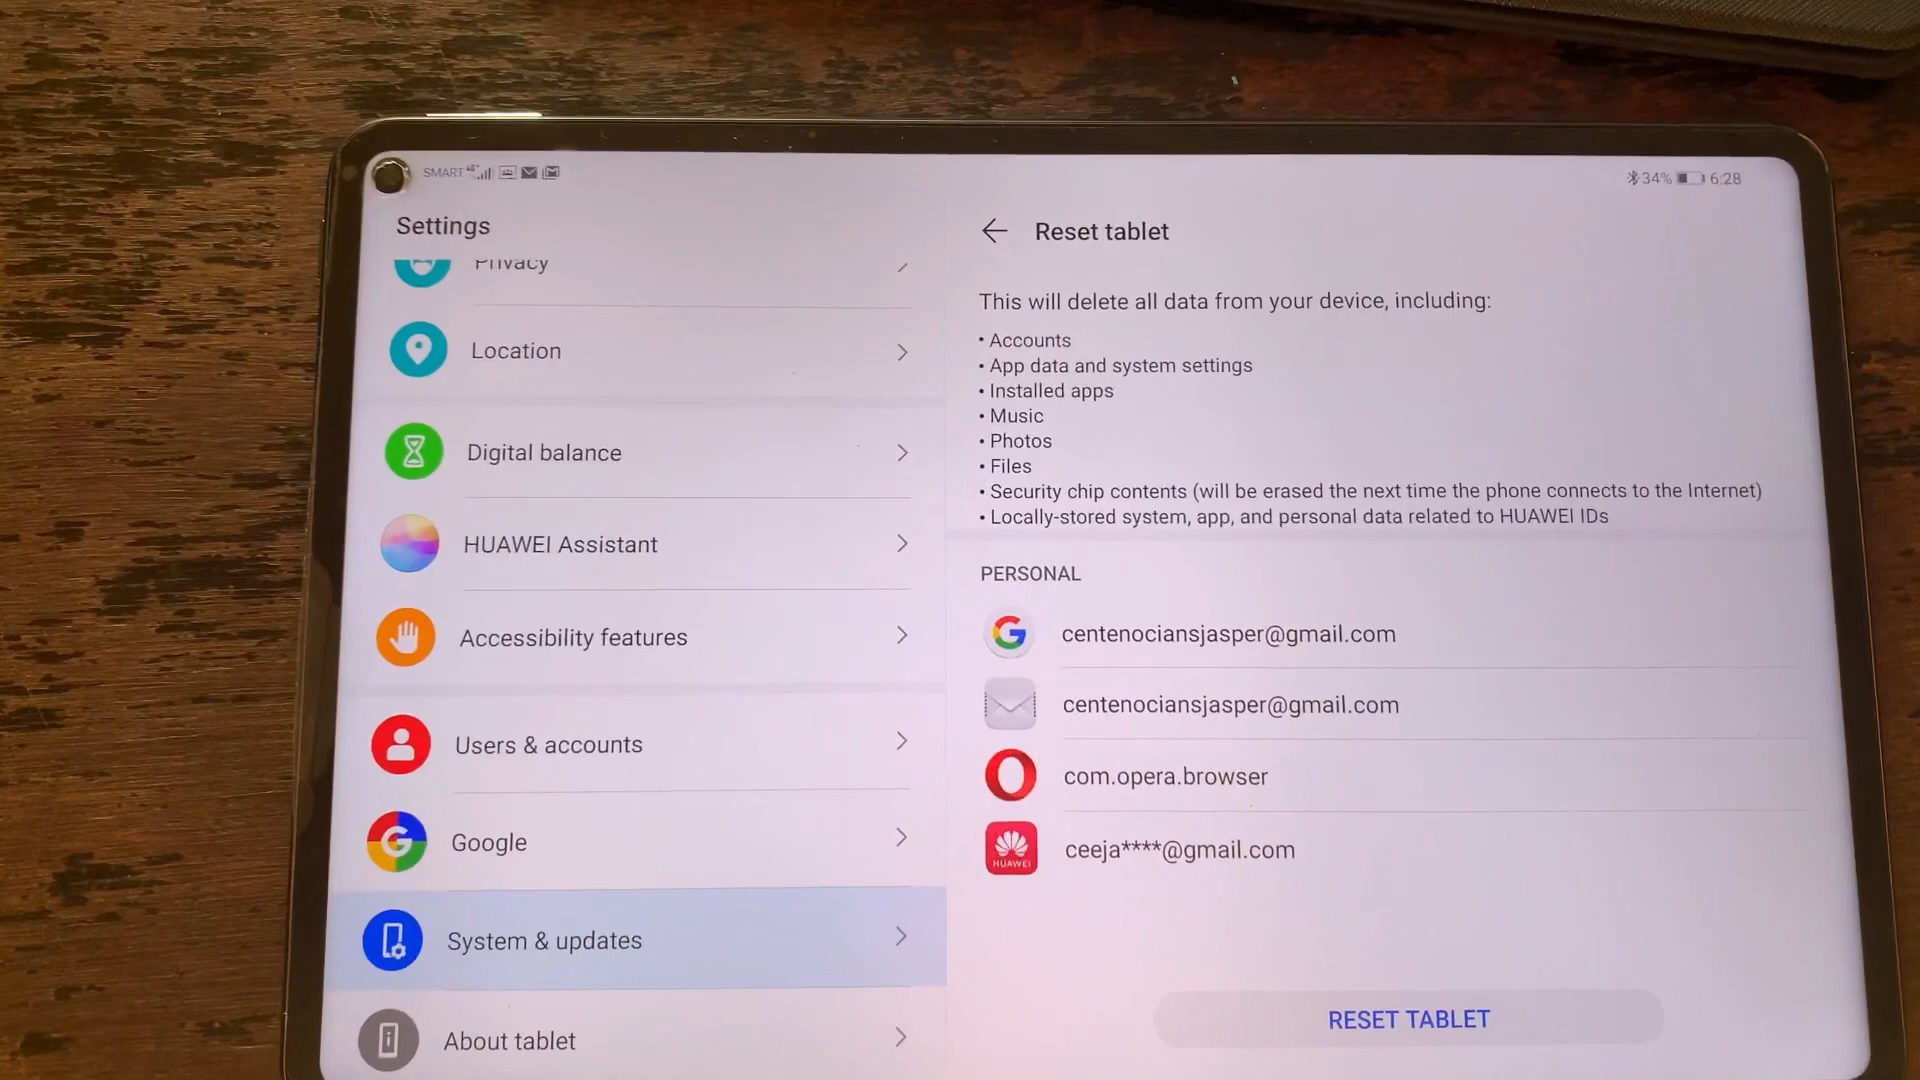 SMART 4G+
34% 6:28
Settings
Privacy
Location
Digital balance
HUAWEI Assistant
Accessibility features
Users & accounts
Google
System & updates
About tablet
Reset tablet
This will delete all data from your device, including:
• Accounts
• App data and system settings
• Installed apps
• Music
• Photos
• Files
• Security chip contents (will be erased the next time the phone connects to the Internet)
• Locally-stored system, app, and personal data related to HUAWEI IDs
PERSONAL
centenociansjasper@gmail.com
centenociansjasper@gmail.com
com.opera.browser
HUAWEI
ceeja****@gmail.com
RESET TABLET